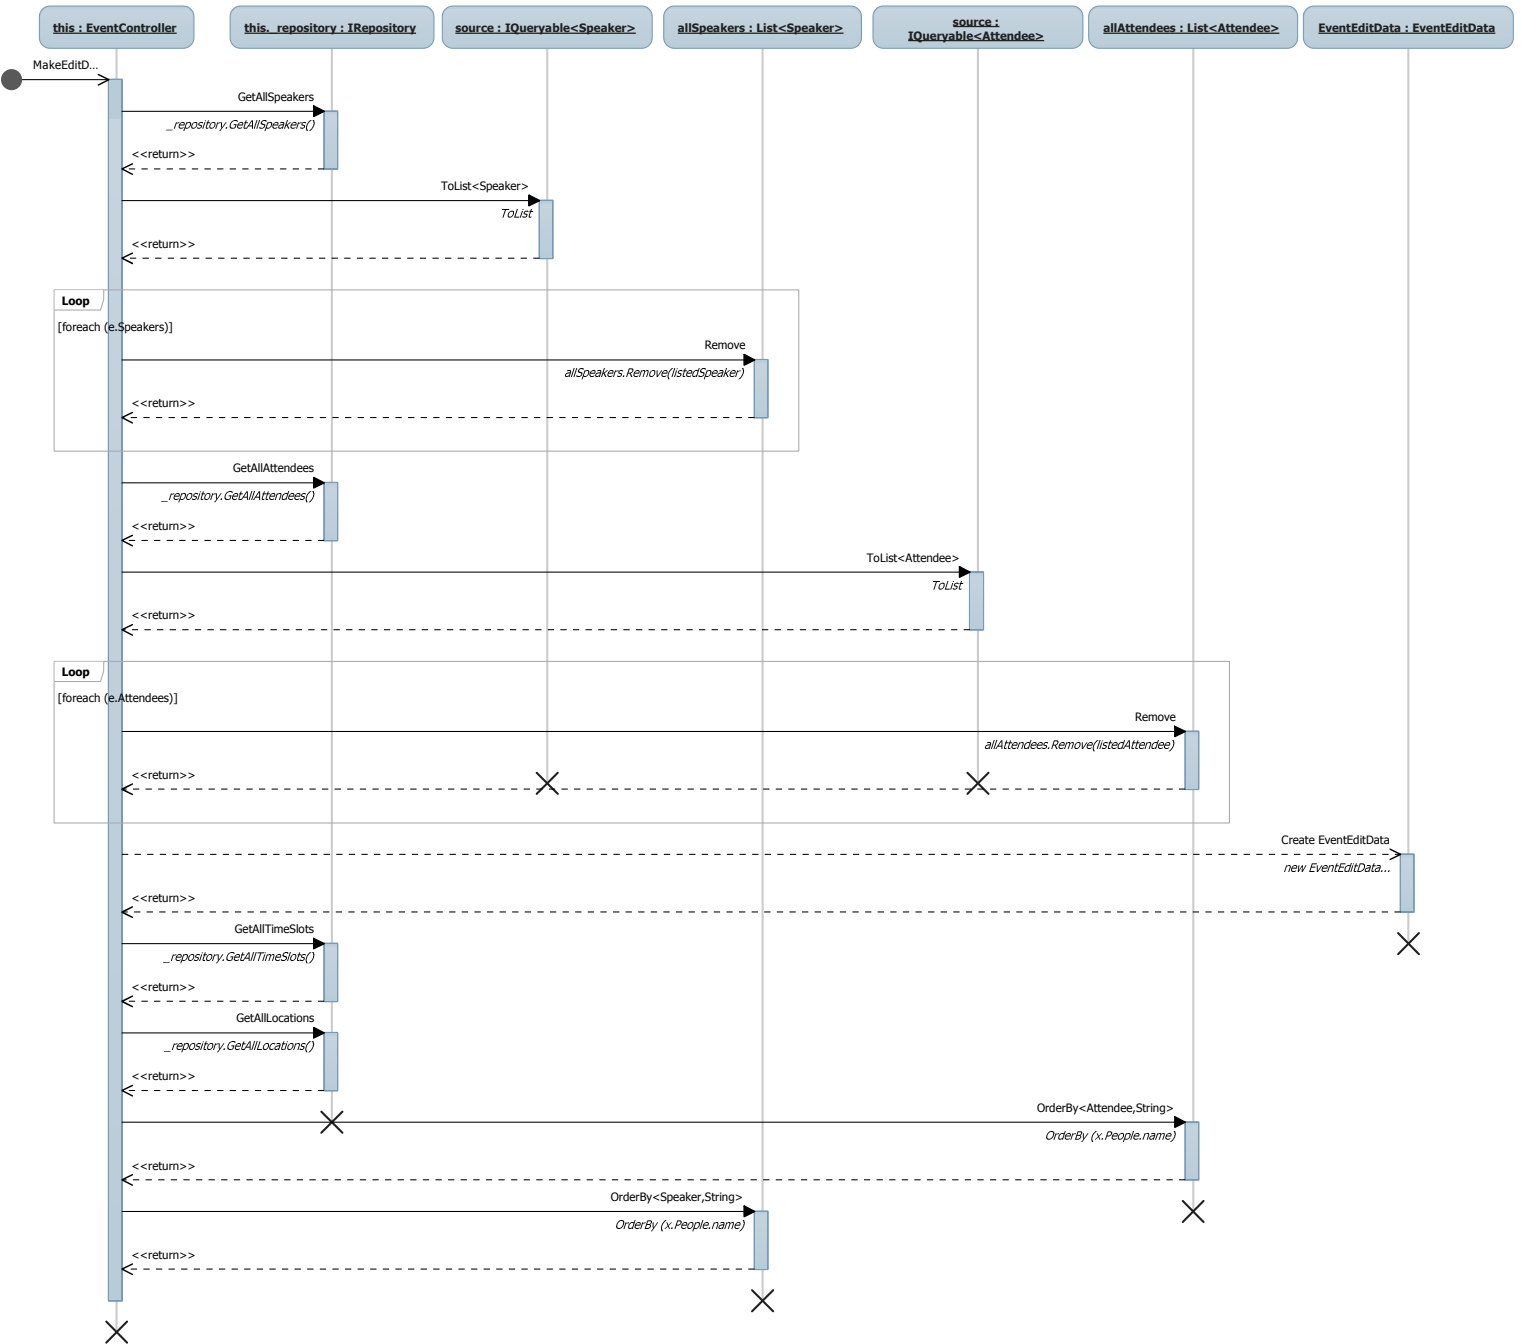 this : EventController
this._repository : IRepository
source : IQueryable<Speaker>
allSpeakers : List<Speaker>
source :
IQueryable<Attendee>
allAttendees : List<Attendee>
EventEditData : EventEditData
MakeEditD...
GetAllSpeakers
_repository.GetAllSpeakers()
<<return>>
ToList<Speaker>
ToList
<<return>>
Loop
[foreach (e.Speakers)]
Remove
allSpeakers.Remove(listedSpeaker)
<<return>>
GetAllAttendees
_repository.GetAllAttendees()
<<return>>
ToList<Attendee>
ToList
<<return>>
Loop
[foreach (e.Attendees)]
Remove
allAttendees.Remove(listedAttendee)
<<return>>
Create EventEditData
new EventEditData...
<<return>>
GetAllTimeSlots
_repository.GetAllTimeSlots()
<<return>>
GetAllLocations
_repository.GetAllLocations()
<<return>>
OrderBy<Attendee,String>
OrderBy (x.People.name)
<<return>>
OrderBy<Speaker,String>
OrderBy (x.People.name)
<<return>>